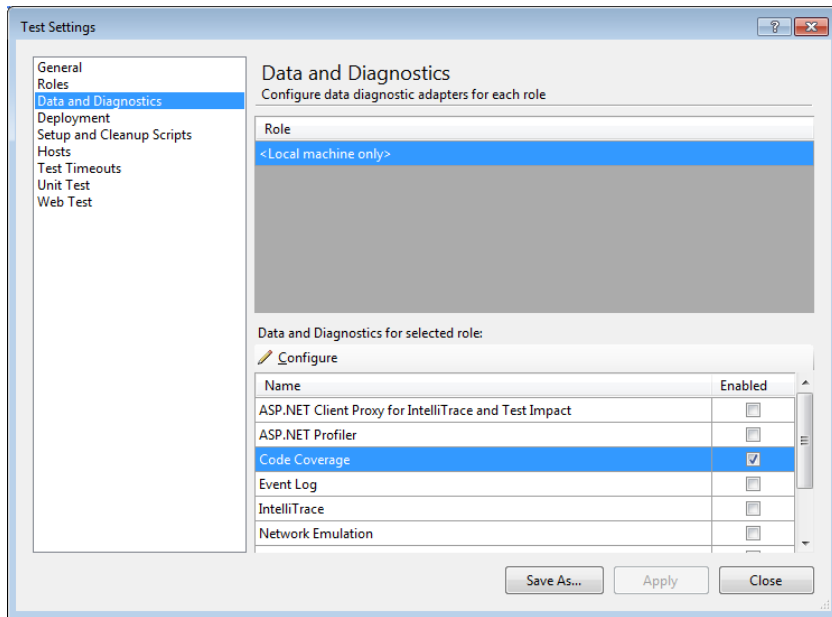 Test Settings
General
Roles
Data and Diagnostics
Deployment
Setup and Cleanup Scripts
Hosts
Test Timeouts
Unit Test
Web Test
Data and Diagnostics
Configure data diagnostic adapters for each role
Role
<Local machine only>
Data and Diagnostics for selected role:
Configure
Name Enabled
ASP.NET Client Proxy for IntelliTrace and Test Impact
ASP.NET Profiler
Code Coverage
Event Log
IntelliTrace
Network Emulation
Save As... Apply Close